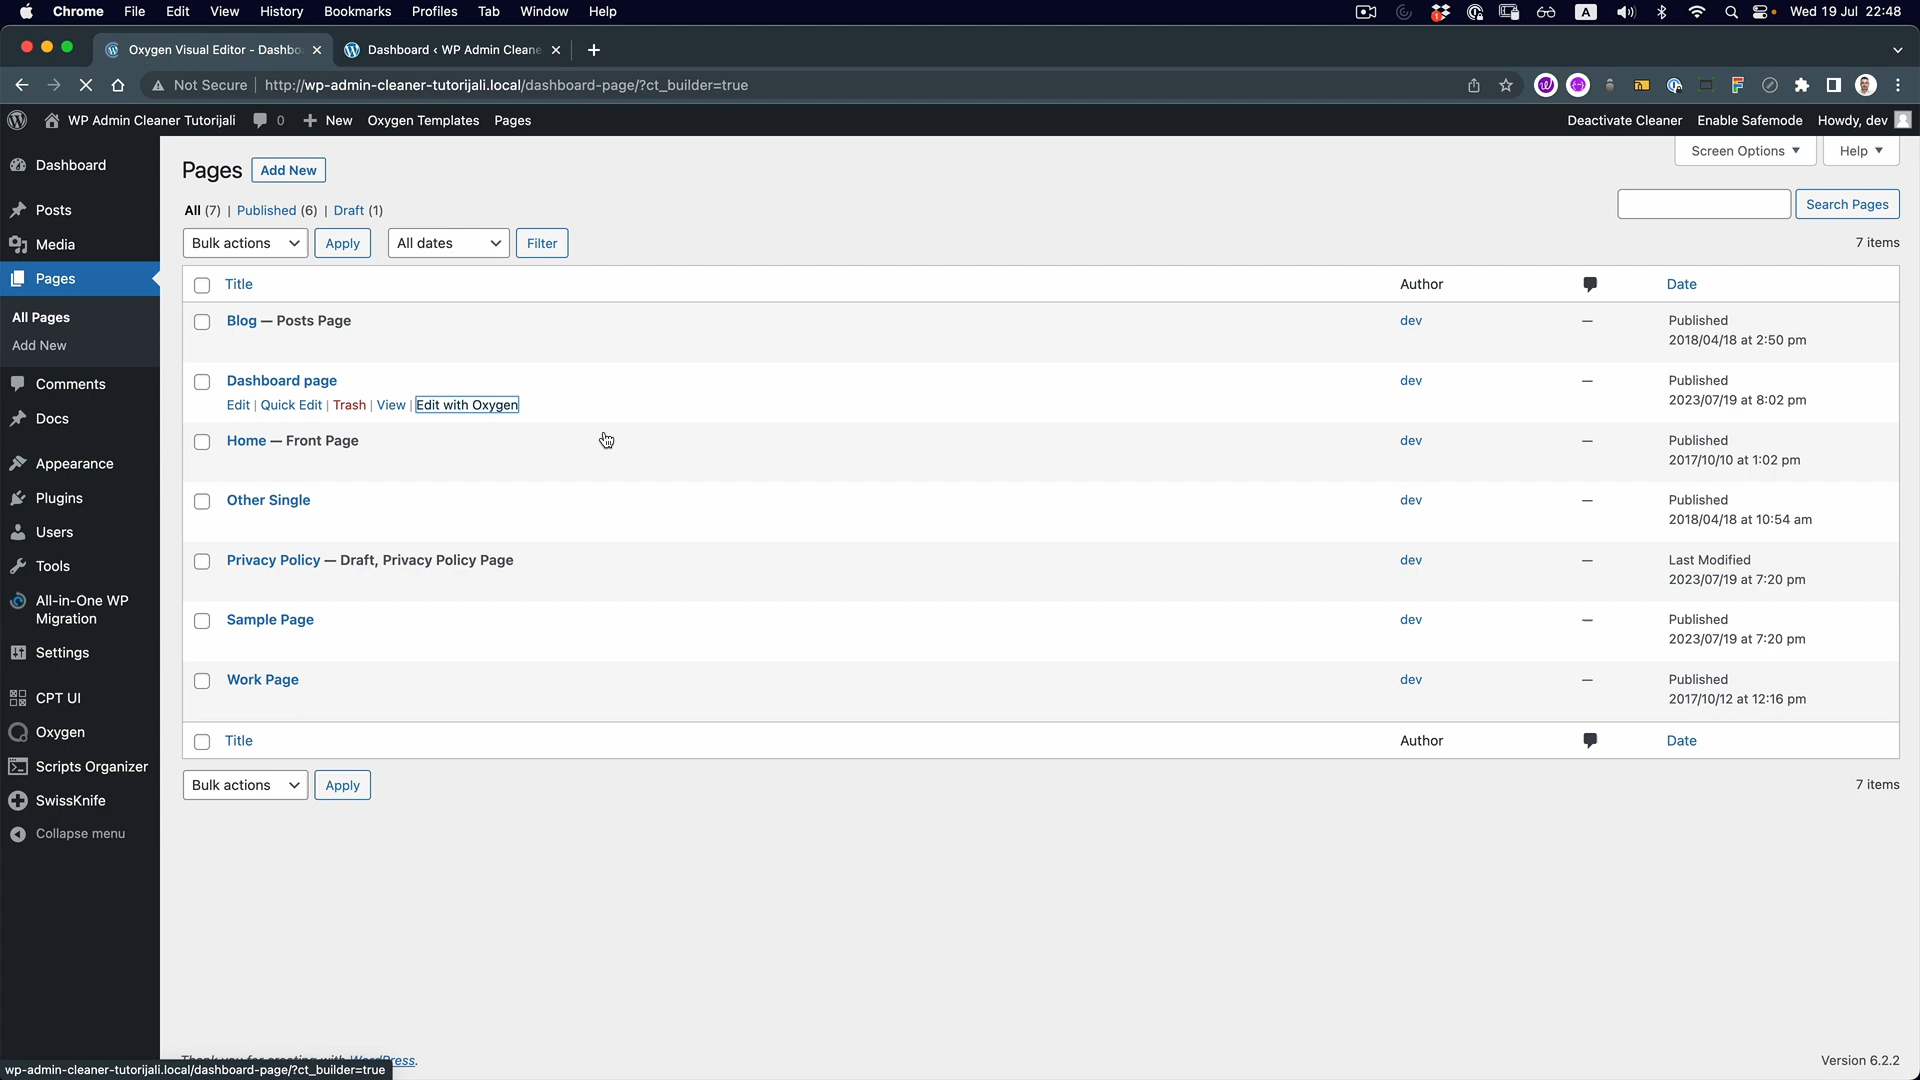 Chrome File Edit View History Bookmarks Profiles Tab Window Help A Wed 19 Jul 22:48
Oxygen Visual Editor - Dashbo Dashboard ‹ WP Admin Cleane
Not Secure http://wp-admin-cleaner-tutorijali.local/dashboard-page/?ct_builder=true
WP Admin Cleaner Tutorijali 0 New Oxygen Templates Pages Deactivate Cleaner Enable Safemode Howdy, dev
Dashboard
Posts
Media
Pages
All Pages
Add New
Comments
Docs
Appearance
Plugins
Users
Tools
All-in-One WP
Migration
Settings
CPT UI
Oxygen
Scripts Organizer
SwissKnife
Collapse menu
Screen Options Help
Pages Add New
All (7) | Published (6) | Draft (1)
Search Pages
Bulk actions Apply All dates Filter 7 items
Title Author Date
Blog — Posts Page dev — Published
2018/04/18 at 2:50 pm
Dashboard page dev — Published
Edit | Quick Edit | Trash | View | Edit with Oxygen 2023/07/19 at 8:02 pm
Home — Front Page dev — Published
2017/10/10 at 1:02 pm
Other Single dev — Published
2018/04/18 at 10:54 am
Privacy Policy — Draft, Privacy Policy Page dev — Last Modified
2023/07/19 at 7:20 pm
Sample Page dev — Published
2023/07/19 at 7:20 pm
Work Page dev — Published
2017/10/12 at 12:16 pm
Title Author Date
Bulk actions Apply 7 items
Thank you for creating with WordPress. Version 6.2.2
wp-admin-cleaner-tutorijali.local/dashboard-page/?ct_builder=true